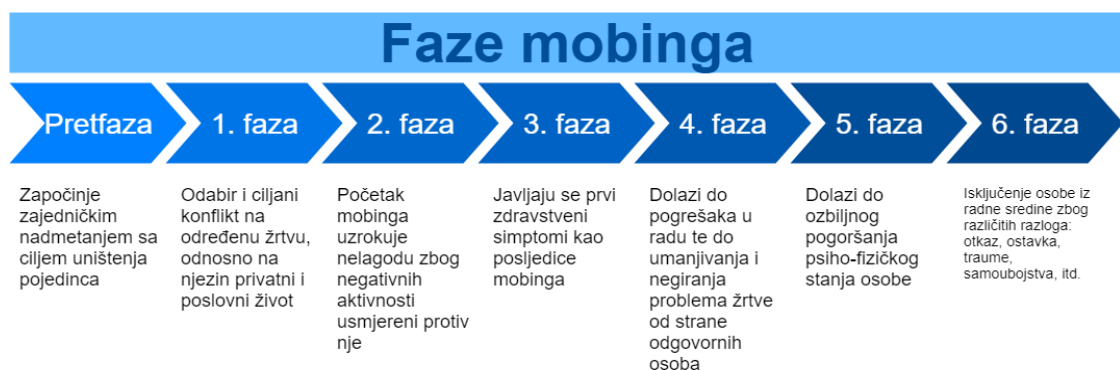 Faze mobinga
Pretfaza
1. faza
2. faza
3. faza
4. faza
5. faza
6. faza
Započinje
zajedničkim
nadmetanjem sa
ciljem uništenja
pojedinca
Odabir i ciljani
konflikt na
određenu žrtvu,
odnosno na
njezin privatni i
poslovni život
Početak
mobinga
uzrokuje
nelagodu zbog
negativnih
aktivnosti
usmjereni protiv
nje
Javljaju se prvi
zdravstveni
simptomi kao
posljedice
mobinga
Dolazi do
pogrešaka u
radu te do
umanjivanja i
negiranja
problema žrtve
od strane
odgovornih
osoba
Dolazi do
ozbiljnog
pogoršanja
psiho-fizičkog
stanja osobe
Isključenje osobe iz
radne sredine zbog
različitih razloga:
otkaz, ostavka,
traume,
samoubojstva, itd.